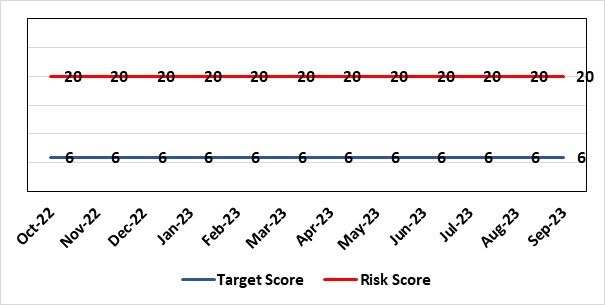 20 20 20 20 20 20 20 20 20 20 20 20
6 6 6 6 6 6 6 6 6 6 6 6
Oct-22 Nov-22 Dec-22 Jan-23 Feb-23 Mar-23 Apr-23 May-23 Jun-23 Jul-23 Aug-23 Sep-23
Target Score Risk Score